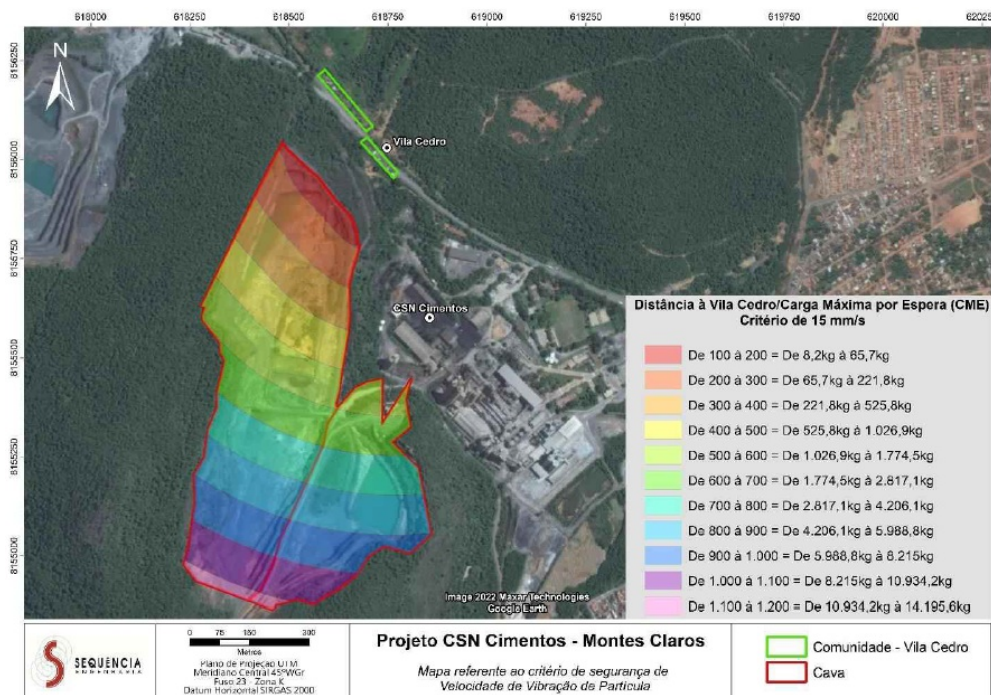 618000 618250 618500 618750 619000 619250 619500 619750 620000 62025
8156250
8156000
8155750
8155500
8155250
8155000
N
Vila Cedro
CSN Cimentos
Distância à Vila Cedro/Carga Máxima por Espera (CME)
Critério de 15 mm/s
De 100 à 200 = De 8,2kg à 65,7kg
De 200 à 300 = De 65,7kg à 221,8kg
De 300 à 400 = De 221,8kg à 525,8kg
De 400 à 500 = De 525,8kg à 1.026,9kg
De 500 à 600 = De 1.026,9kg à 1.774,5kg
De 600 à 700 = De 1.774,5kg à 2.817,1kg
De 700 à 800 = De 2.817,1kg à 4.206,1kg
De 800 à 900 = De 4.206,1kg à 5.988,8kg
De 900 à 1.000 = De 5.988,8kg à 8.215kg
De 1.000 à 1.100 = De 8.215kg à 10.934,2kg
De 1.100 à 1.200 = De 10.934,2kg à 14.195,6kg
Image 2022 Maxar Technologies
Google Earth
SEQUÊNCIA
ENGENHARIA
0 75 150 300
Metros
Plano de Projeção UTM
Meridiano Central 45ºWGr
Fuso 23 - Zona K
Datum Horizontal SIRGAS 2000
Projeto CSN Cimentos - Montes Claros
Mapa referente ao critério de segurança de
Velocidade de Vibração de Partícula
Comunidade - Vila Cedro
Cava